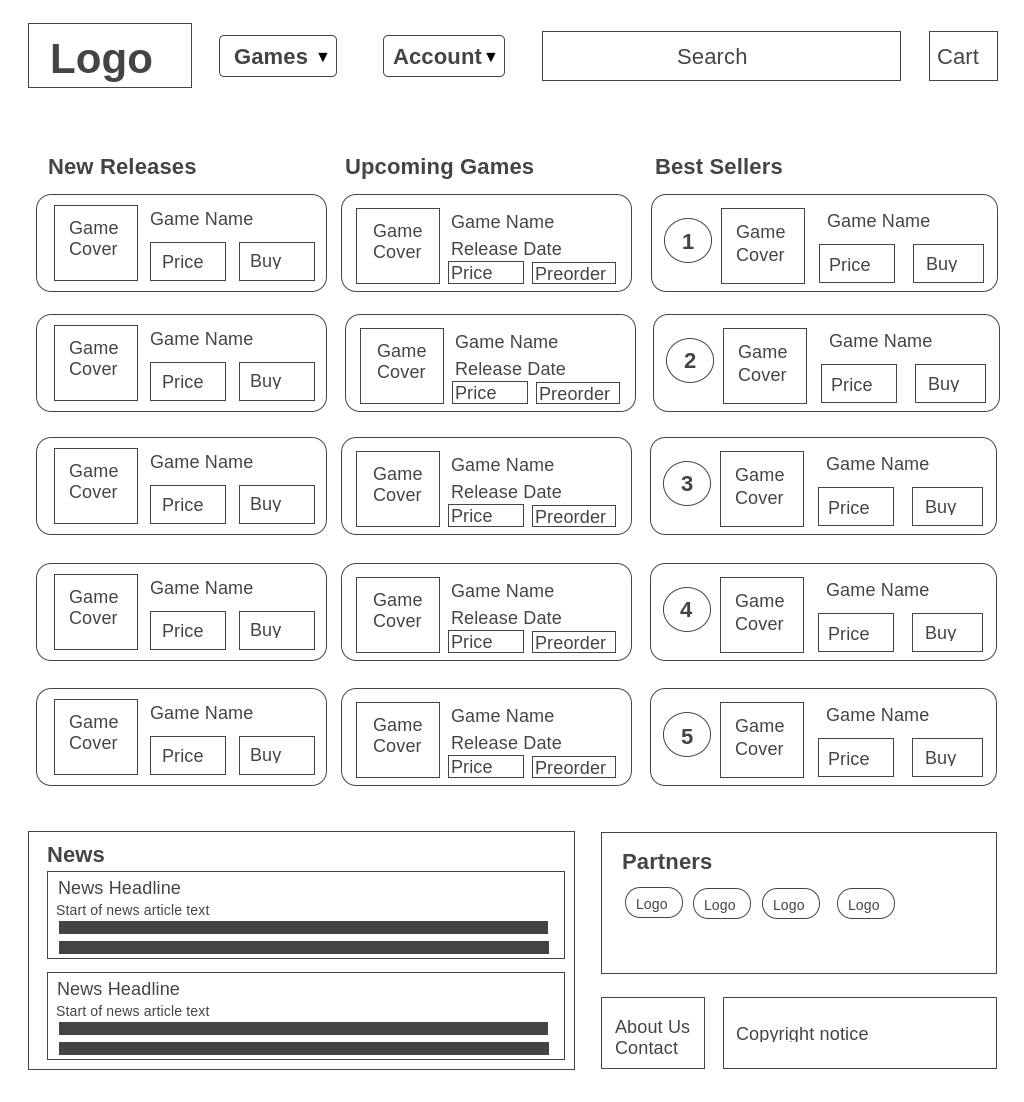 Logo
Games ▼
Account ▼
Search
Cart
New Releases
Game
Cover
Game Name
Price
Buy
Game
Cover
Game Name
Price
Buy
Game
Cover
Game Name
Price
Buy
Game
Cover
Game Name
Price
Buy
Game
Cover
Game Name
Price
Buy
Upcoming Games
Game
Cover
Game Name
Release Date
Price
Preorder
Game
Cover
Game Name
Release Date
Price
Preorder
Game
Cover
Game Name
Release Date
Price
Preorder
Game
Cover
Game Name
Release Date
Price
Preorder
Game
Cover
Game Name
Release Date
Price
Preorder
Best Sellers
1
Game
Cover
Game Name
Price
Buy
2
Game
Cover
Game Name
Price
Buy
3
Game
Cover
Game Name
Price
Buy
4
Game
Cover
Game Name
Price
Buy
5
Game
Cover
Game Name
Price
Buy
News
News Headline
Start of news article text
News Headline
Start of news article text
Partners
Logo
Logo
Logo
Logo
About Us
Contact
Copyright notice